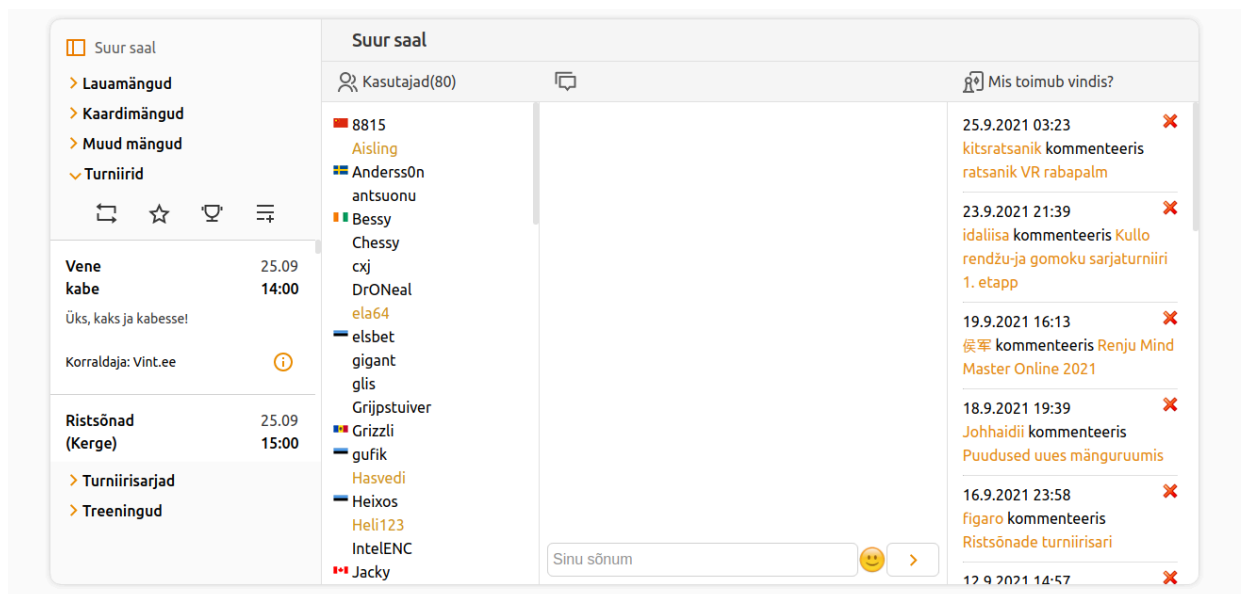 Suur saal
Lauamängud
Kaardimängud
Muud mängud
Turniirid
Vene 25.09
kabe 14:00
Üks, kaks ja kabesse!
Korraldaja: Vint.ee
Ristsõnad 25.09
(Kerge) 15:00
Turniirisarjad
Treeningud
Suur saal
Kasutajad(80)
8815
Aisling
Anderss0n
antsuonu
Bessy
Chessy
cxj
DrONeal
ela64
elsbet
gigant
glis
Grijpstuiver
Grizzli
gufik
Hasvedi
Heixos
Heli123
IntelENC
Jacky
Sinu sõnum
Mis toimub vindis?
25.9.2021 03:23
kitsratsanik kommenteeris
ratsanik VR rabapalm
23.9.2021 21:39
idaliisa kommenteeris Kullo
rendžu-ja gomoku sarjaturniiri
1. etapp
19.9.2021 16:13
侯军 kommenteeris Renju Mind
Master Online 2021
18.9.2021 19:39
Johhaidii kommenteeris
Puudused uues mänguruumis
16.9.2021 23:58
figaro kommenteeris
Ristsõnade turniirisari
12.9.2021 14:57